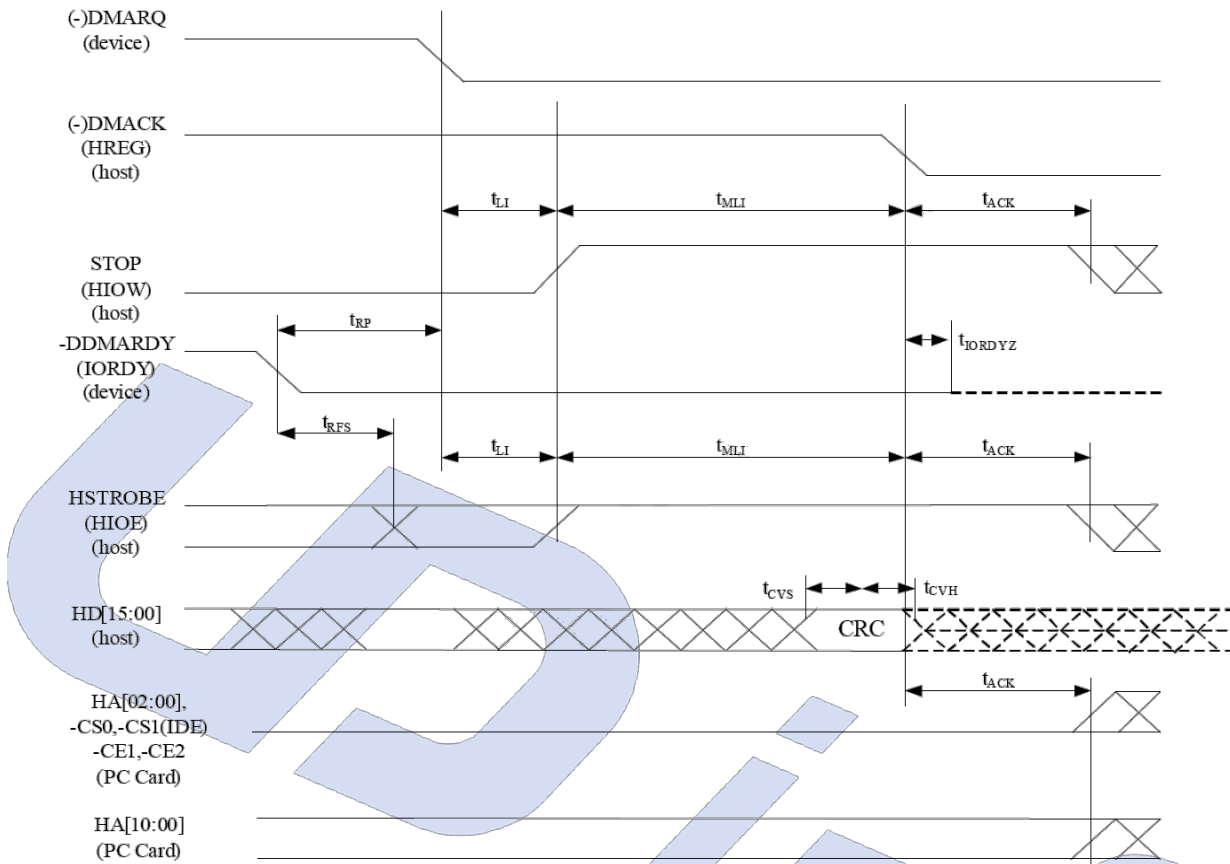 (-)DMARQ
(device)
(-)DMACK
(HREG)
(host)
tLI tMLI tACK
STOP
(HIOW)
(host)
tRP
-DDMARDY
(IORDY)
(device)
tIORDYZ
tRFS
tLI tMLI tACK
HSTROBE
(HIOE)
(host)
tCVS tCVH
HD[15:00]
(host)
CRC
tACK
HA[02:00],
-CS0,-CS1(IDE)
-CE1,-CE2
(PC Card)
HA[10:00]
(PC Card)